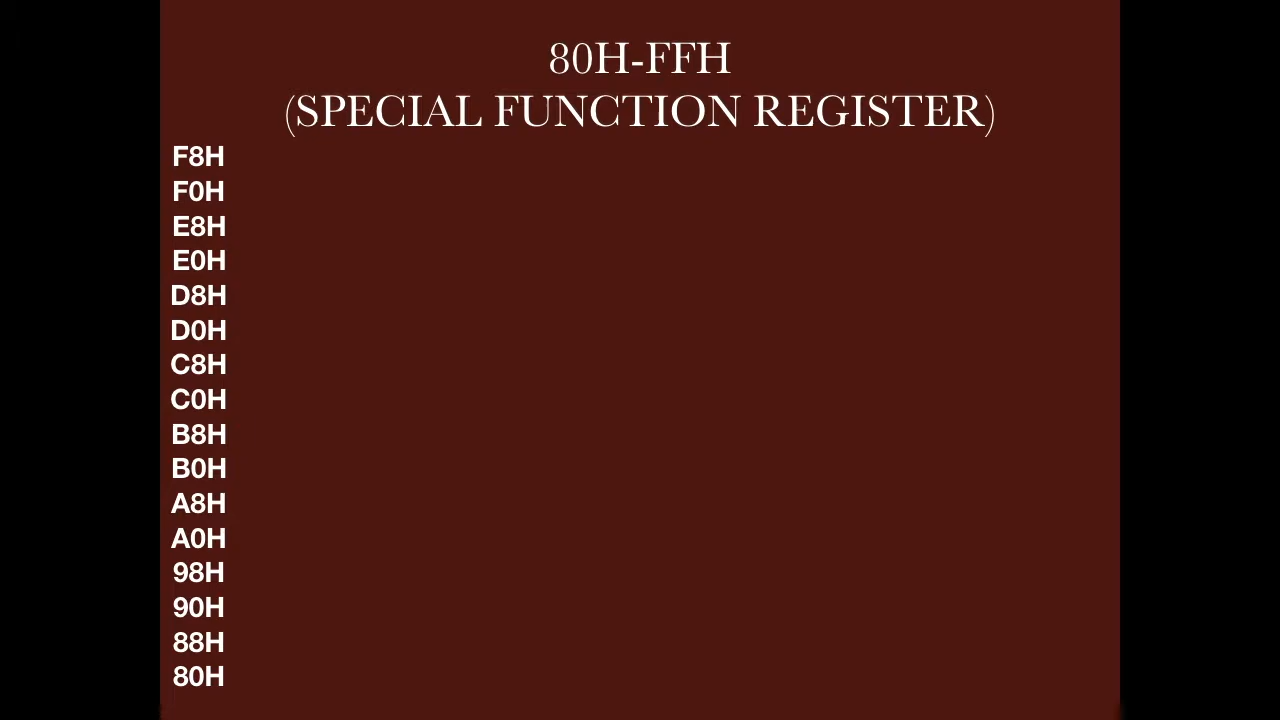 80H-FFH
(SPECIAL FUNCTION REGISTER)
F8H
F0H
E8H
E0H
D8H
D0H
C8H
C0H
B8H
B0H
A8H
A0H
98H
90H
88H
80H